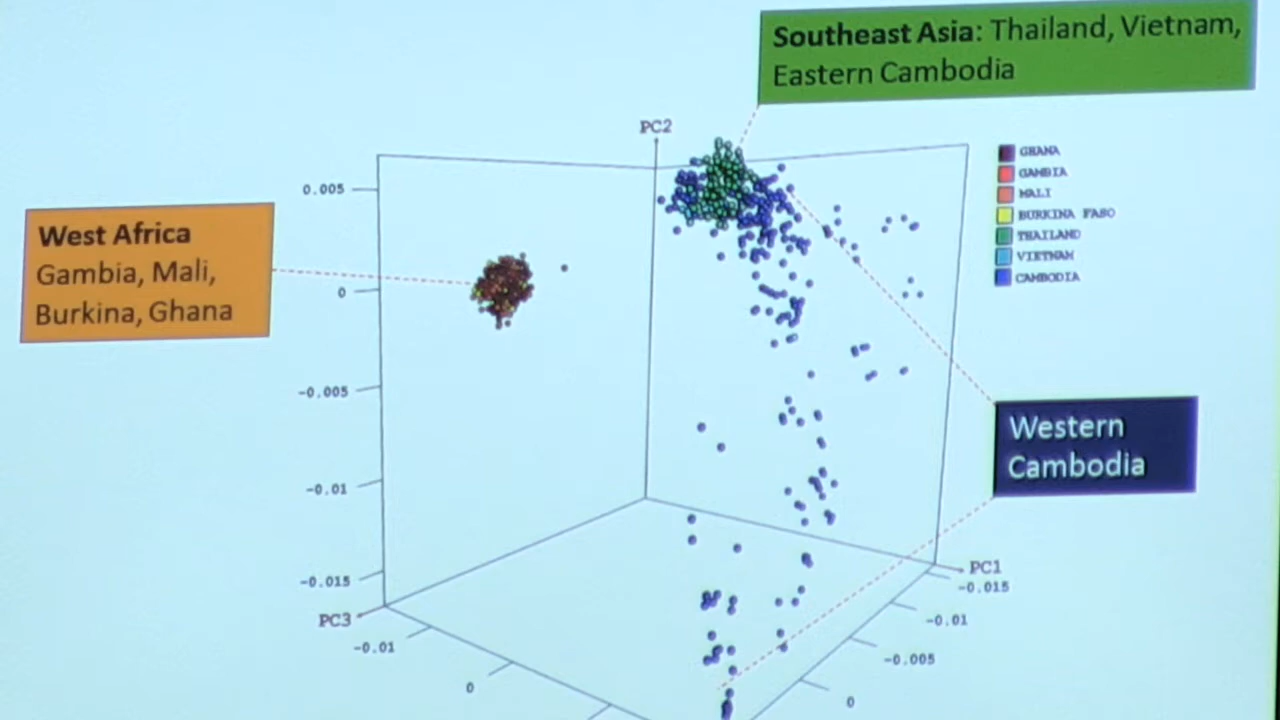 Southeast Asia: Thailand, Vietnam,
Eastern Cambodia
PC2
GHANA
GAMBIA
MALI
BURKINA FASO
THAILAND
VIETNAM
CAMBODIA
0.005
West Africa
Gambia, Mali,
Burkina, Ghana
0
-0.005
Western
Cambodia
-0.01
-0.015
PC1
-0.015
PC3
-0.01
-0.01
-0.005
0
0